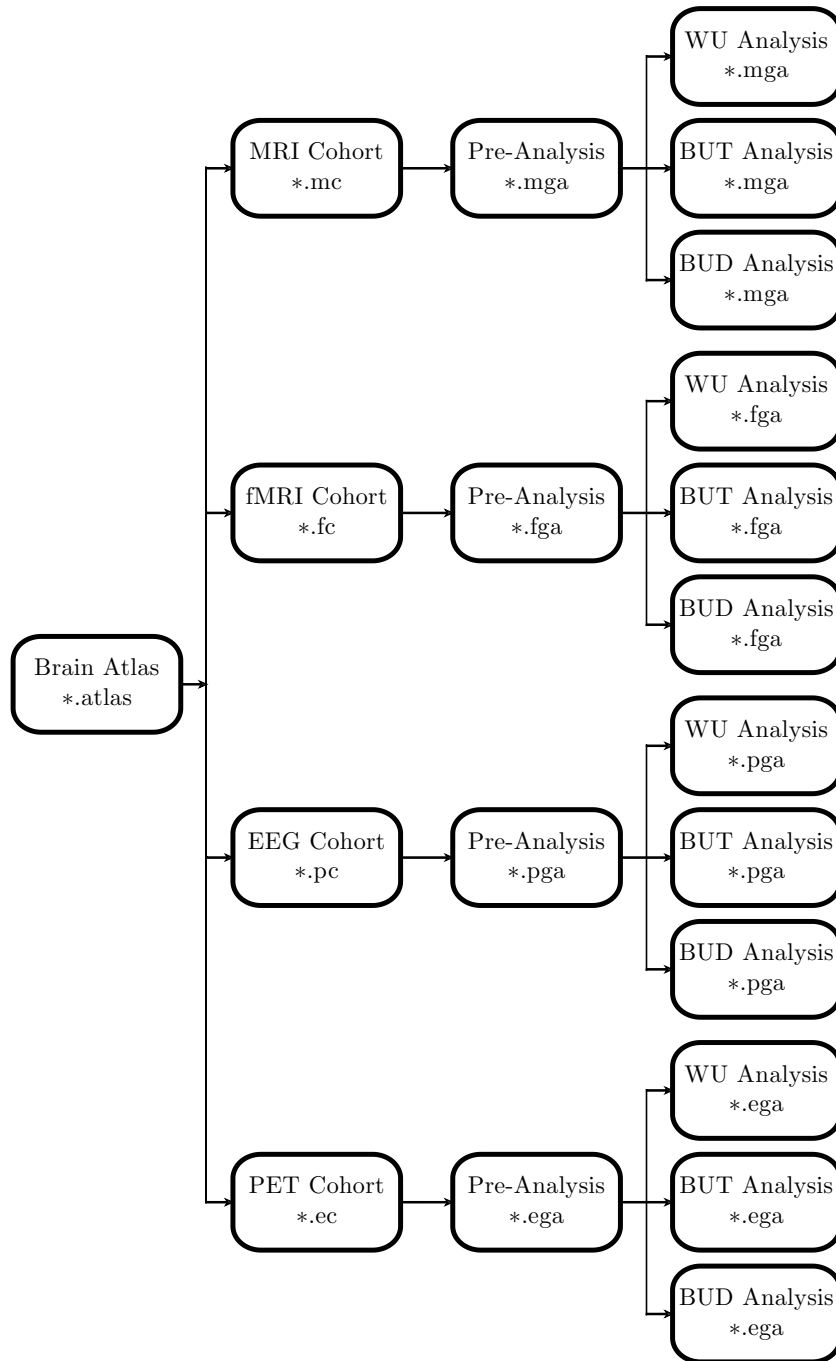 Brain Atlas
*.atlas
MRI Cohort
*.mc
Pre-Analysis
*.mga
WU Analysis
*.mga
BUT Analysis
*.mga
BUD Analysis
*.mga
fMRI Cohort
*.fc
Pre-Analysis
*.fga
WU Analysis
*.fga
BUT Analysis
*.fga
BUD Analysis
*.fga
EEG Cohort
*.pc
Pre-Analysis
*.pga
WU Analysis
*.pga
BUT Analysis
*.pga
BUD Analysis
*.pga
PET Cohort
*.ec
Pre-Analysis
*.ega
WU Analysis
*.ega
BUT Analysis
*.ega
BUD Analysis
*.ega